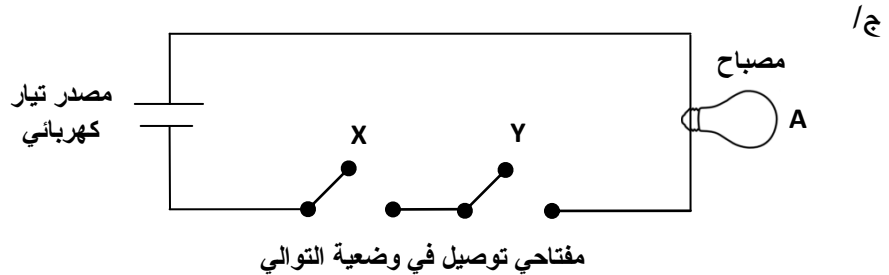 ج/
مصباح
A
مصدر تيار
كهربائي
X
Y
مفتاحي توصيل في وضعية التوالي